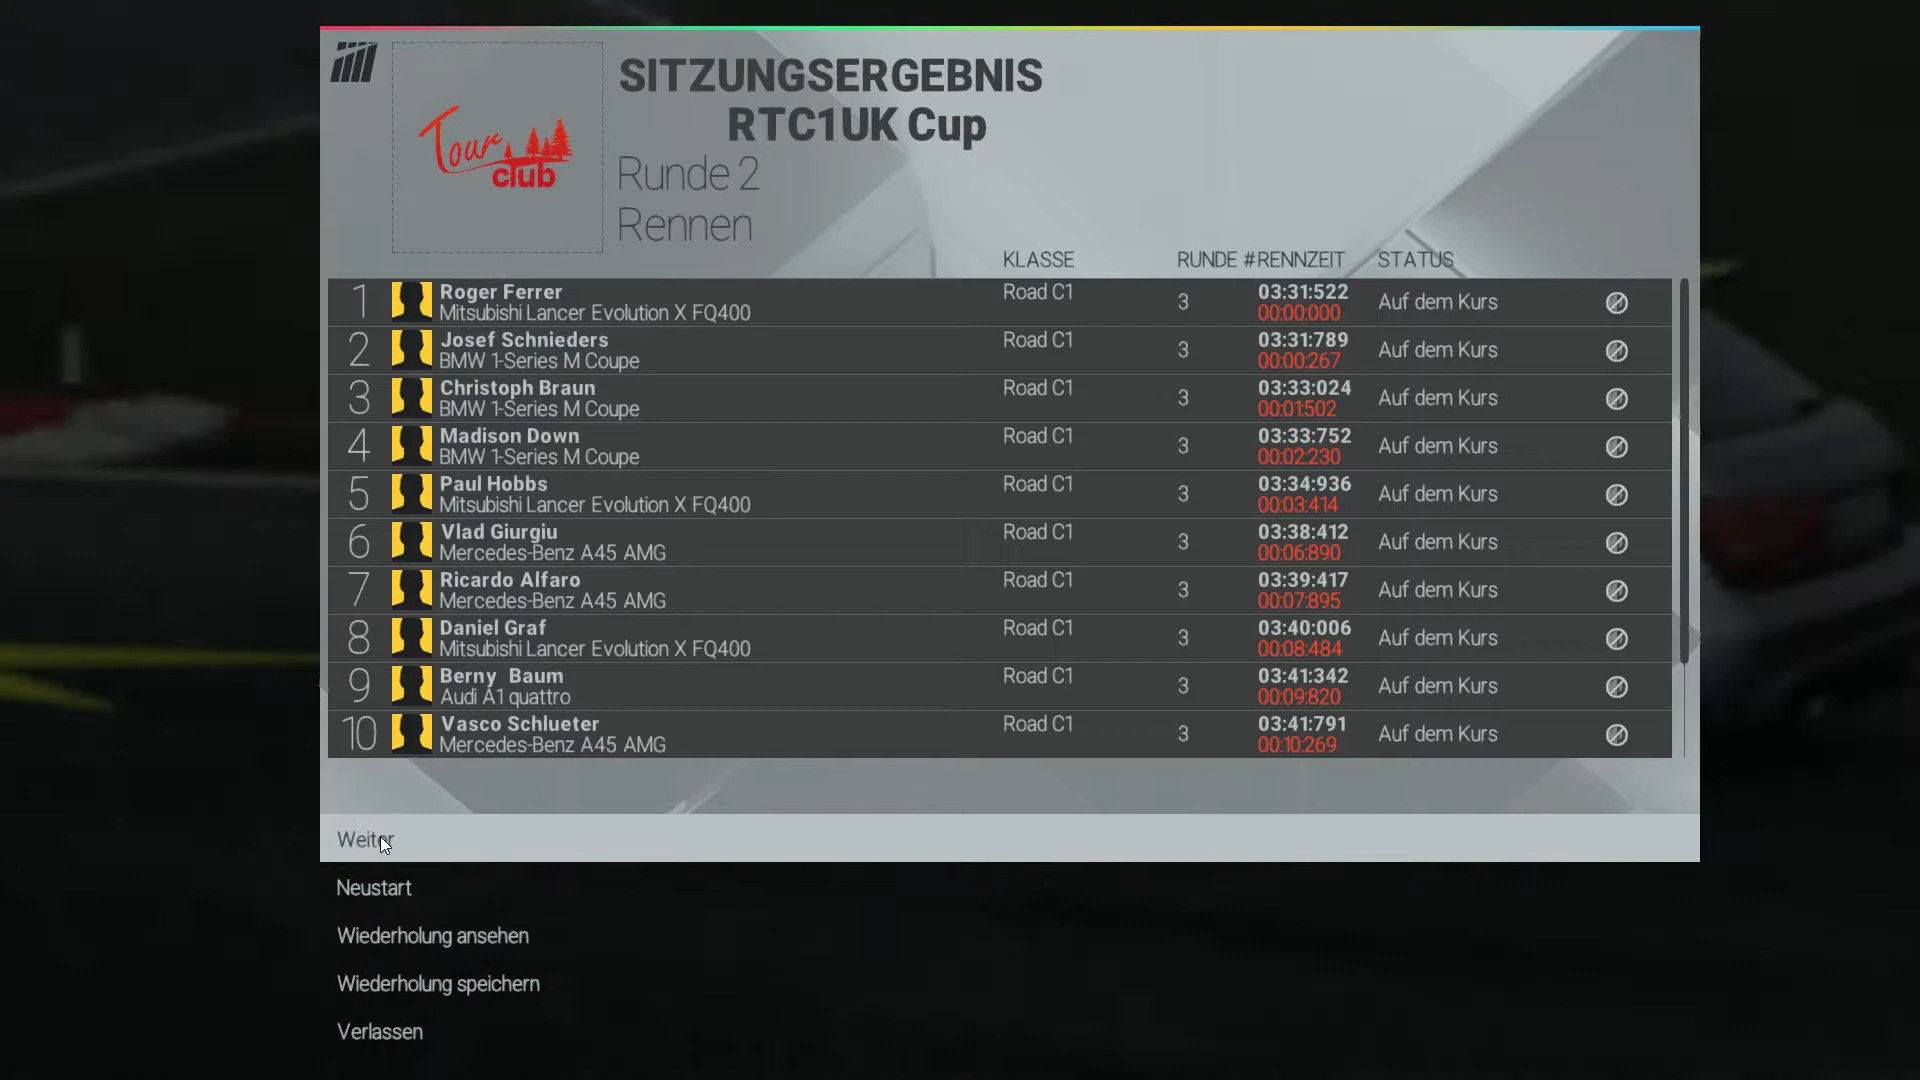 SITZUNGSERGEBNIS
RTC1UK Cup
Runde 2
Rennen
Tour
club
KLASSE RUNDE # RENNZEIT STATUS
1 Roger Ferrer Road C1 3 03:31:522 Auf dem Kurs
Mitsubishi Lancer Evolution X FQ400 00:00:000
2 Josef Schnieders Road C1 3 03:31:789 Auf dem Kurs
BMW 1-Series M Coupe 00:00:267
3 Christoph Braun Road C1 3 03:33:024 Auf dem Kurs
BMW 1-Series M Coupe 00:01:502
4 Madison Down Road C1 3 03:33:752 Auf dem Kurs
BMW 1-Series M Coupe 00:02:230
5 Paul Hobbs Road C1 3 03:34:936 Auf dem Kurs
Mitsubishi Lancer Evolution X FQ400 00:03:414
6 Vlad Giurgiu Road C1 3 03:38:412 Auf dem Kurs
Mercedes-Benz A45 AMG 00:06:890
7 Ricardo Alfaro Road C1 3 03:39:417 Auf dem Kurs
Mercedes-Benz A45 AMG 00:07:895
8 Daniel Graf Road C1 3 03:40:006 Auf dem Kurs
Mitsubishi Lancer Evolution X FQ400 00:08:484
9 Berny Baum Road C1 3 03:41:342 Auf dem Kurs
Audi A1 quattro 00:09:820
10 Vasco Schlueter Road C1 3 03:41:791 Auf dem Kurs
Mercedes-Benz A45 AMG 00:10:269
Weiter
Neustart
Wiederholung ansehen
Wiederholung speichern
Verlassen